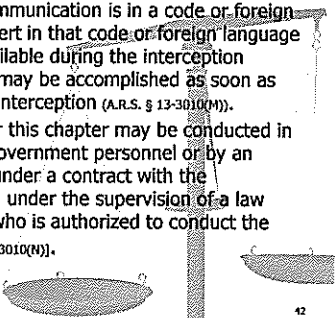 mmunication is in a code or foreign
ert in that code or foreign language
ilable during the interception
may be accomplished as soon as
interception (A.R.S. § 13-3010(M)).
r this chapter may be conducted in
overnment personnel or by an
under a contract with the
under the supervision of a law
who is authorized to conduct the
3010(N)].
42